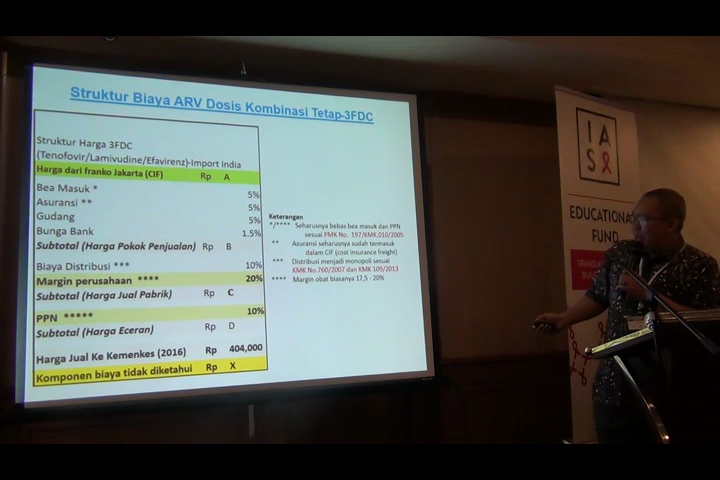 Struktur Biaya ARV Dosis Kombinasi Tetap-3FDC
Struktur Harga 3FDC
(Tenofovir/Lamivudine/Efavirenz)-Import India
Harga dari franko Jakarta (CIF) Rp A
Bea Masuk * 5%
Asuransi ** 5%
Gudang 5%
Bunga Bank 1.5%
Subtotal (Harga Pokok Penjualan) Rp B
Biaya Distribusi *** 10%
Margin perusahaan **** 20%
Subtotal (Harga Jual Pabrik) Rp C
PPN ***** 10%
Subtotal (Harga Eceran) Rp D
Harga Jual Ke Kemenkes (2016) Rp 404,000
Komponen biaya tidak diketahui Rp X
Keterangan
*/**** Seharusnya bebas bea masuk dan PPN
sesuai PMK No. 197/KMK.010/2005
** Asuransi seharusnya sudah termasuk
dalam CIF (cost insurance freight)
*** Distribusi menjadi monopoli sesuai
KMK No.760/2007 dan KMK 109/2013
**** Margin obat biasanya 17,5 - 20%
IAS
EDUCATIONA
FUND